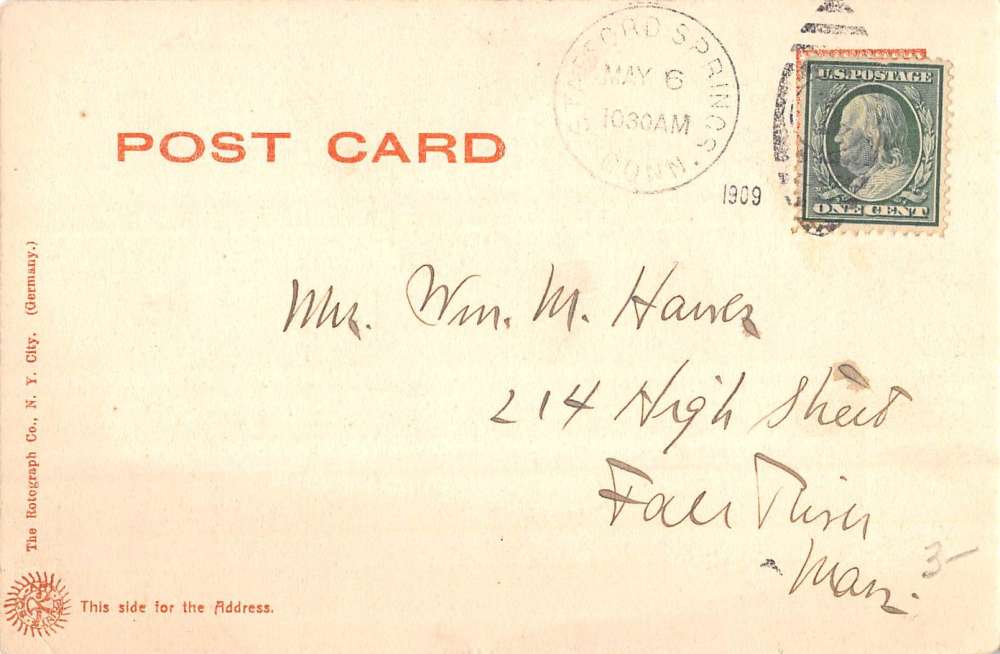 STAFFORD SPRINGS
MAY 6
1030AM
CONN.
1909
U.S. POSTAGE
ONE CENT
POST CARD
Mrs. Wm. M. Hawes
214 High Street
Fall River
Mass.
3-
The Rotograph Co., N. Y. City. (Germany.)
This side for the Address.